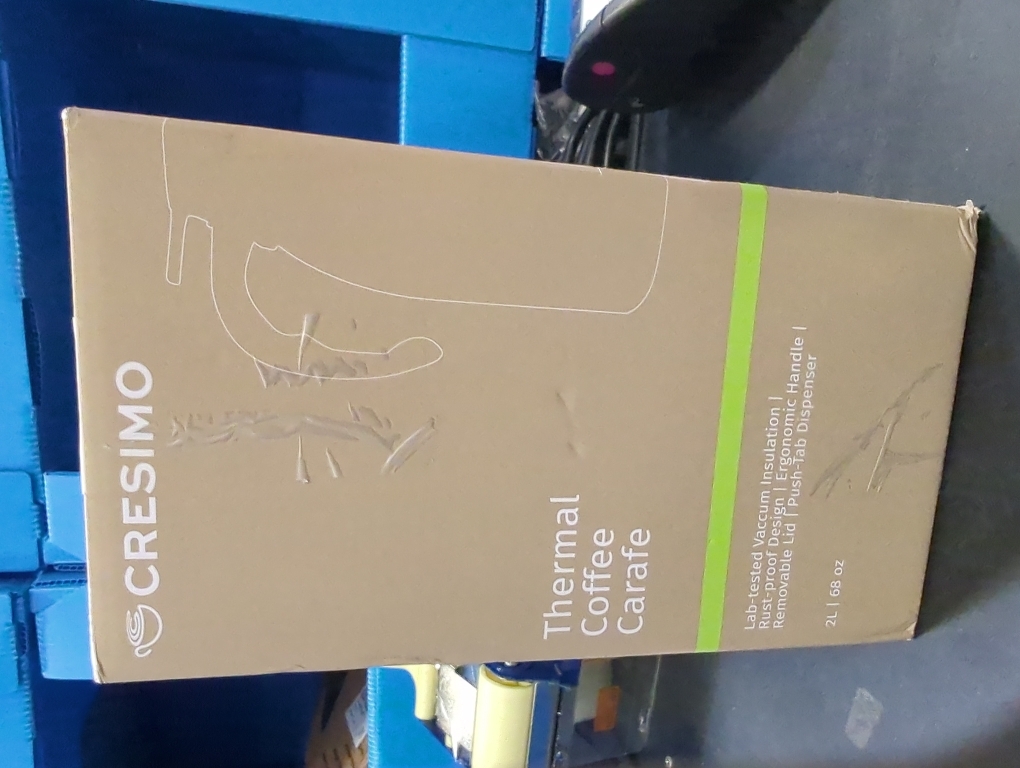 CRESIMO
Thermal
Coffee
Carafe
Lab-tested Vaccum Insulation |
Rust-proof Design | Ergonomic Handle |
Removable Lid | Push-Tab Dispenser
2L | 68 oz